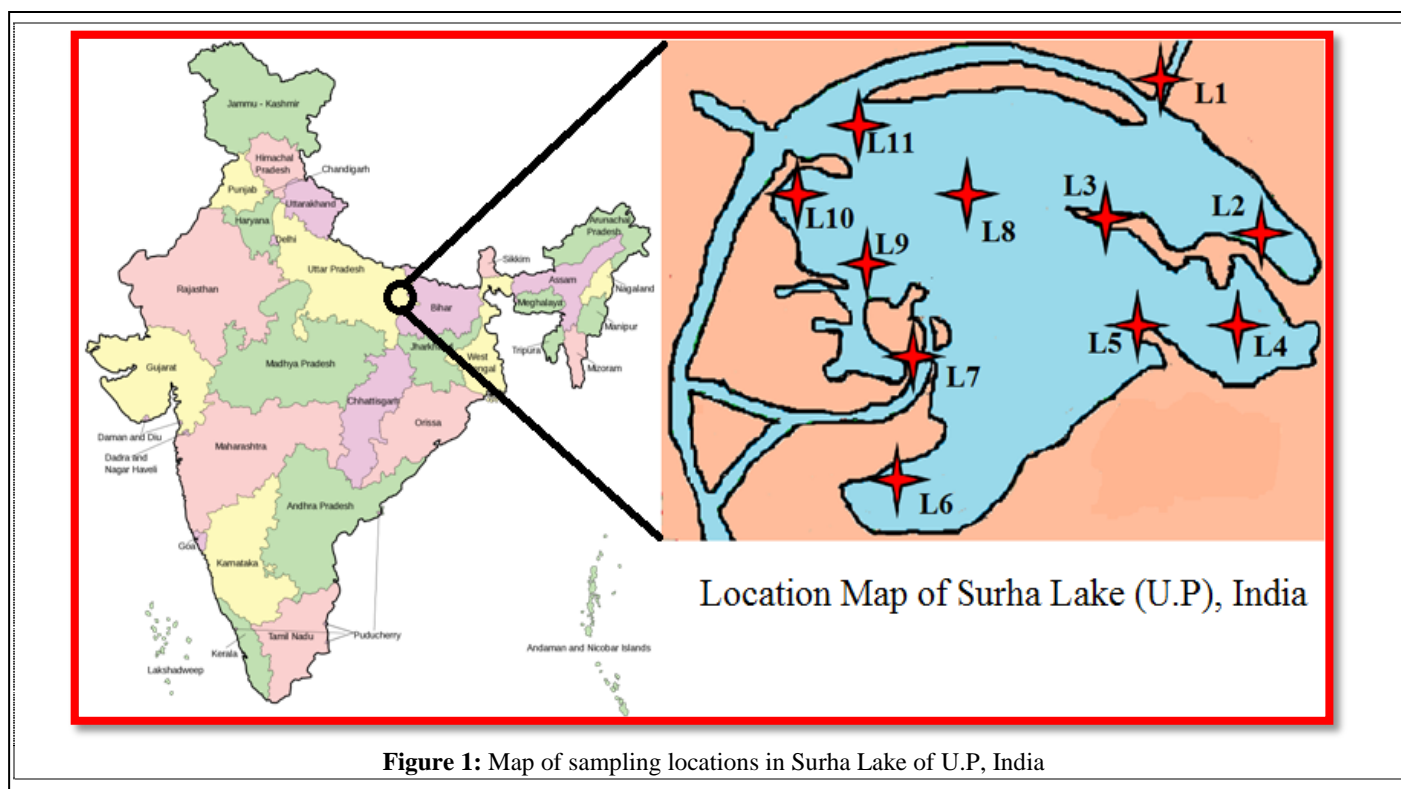 Jammu - Kashmir
Himachal
Pradesh
Chandigarh
Punjab
Uttarakhand
Haryana
Delhi
Arunachal
Pradesh
Sikkim
Uttar Pradesh
Assam
Rajasthan
Nagaland
Bihar
Meghalaya
Manipur
Jharkhand
Tripura
West
Bengal
Mizoram
Gujarat
Madhya Pradesh
Chhattisgarh
Orissa
Daman and Diu
Dadra and
Nagar Haveli
Maharashtra
Andhra Pradesh
Goa
Karnataka
Tamil Nadu
Puducherry
Kerala
Lakshadweep
Andaman and Nicobar Islands
L1
L11
L3
L2
L10
L8
L9
L5
L4
L7
L6
Location Map of Surha Lake (U.P), India
Figure 1: Map of sampling locations in Surha Lake of U.P, India